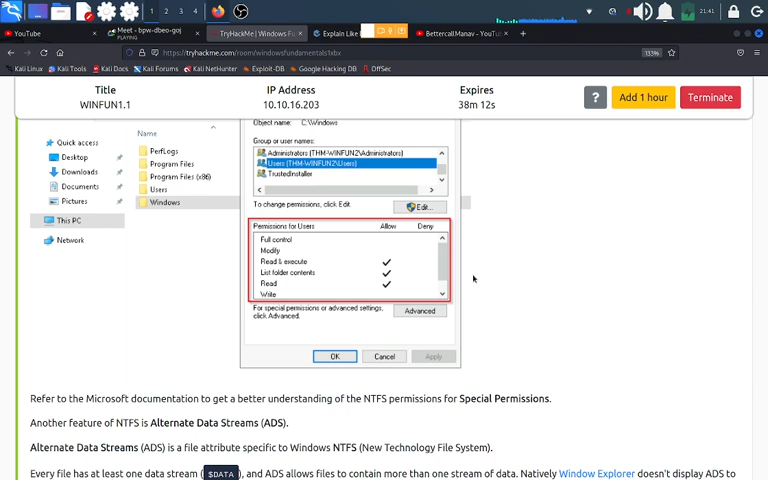 1 2 3 4
21:41
YouTube
Meet - bpw-dbeo-goj
PLAYING
TryHackMe | Windows Fu
Explain Like
BettercallManav - YouTu
https://tryhackme.com/room/windowsfundamentals1xbx
133%
Kali Linux Kali Tools Kali Docs Kali Forums Kali NetHunter Exploit-DB Google Hacking DB OffSec
Title IP Address Expires
WINFUN1.1 10.10.16.203 38m 12s
? Add 1 hour Terminate
Object name: C:\Windows
Quick access
Desktop
Downloads
Documents
Pictures
This PC
Network
Name
PerfLogs
Program Files
Program Files (x86)
Users
Windows
Group or user names:
Administrators (THM-WINFUN2\Administrators)
Users (THM-WINFUN2\Users)
TrustedInstaller
To change permissions, click Edit.
Edit...
Permissions for Users Allow Deny
Full control
Modify
Read & execute
List folder contents
Read
Write
For special permissions or advanced settings,
click Advanced.
Advanced
OK Cancel Apply
Refer to the Microsoft documentation to get a better understanding of the NTFS permissions for Special Permissions.
Another feature of NTFS is Alternate Data Streams (ADS).
Alternate Data Streams (ADS) is a file attribute specific to Windows NTFS (New Technology File System).
Every file has at least one data stream ( $DATA ), and ADS allows files to contain more than one stream of data. Natively Window Explorer doesn't display ADS to